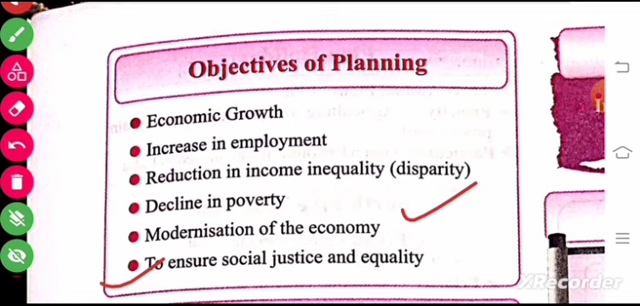 Objectives of Planning
● Economic Growth
● Increase in employment
● Reduction in income inequality (disparity)
● Decline in poverty
● Modernisation of the economy
● To ensure social justice and equality
XRecorder